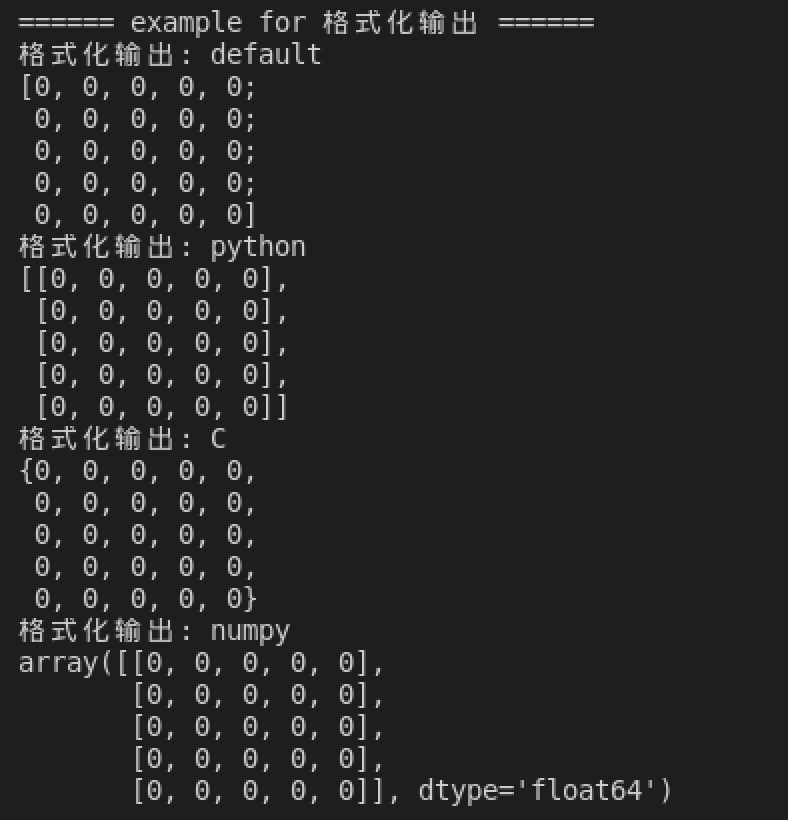 ====== example for 格式化输出 ======
格式化输出: default
[0, 0, 0, 0, 0;
 0, 0, 0, 0, 0;
 0, 0, 0, 0, 0;
 0, 0, 0, 0, 0;
 0, 0, 0, 0, 0]
格式化输出: python
[[0, 0, 0, 0, 0],
 [0, 0, 0, 0, 0],
 [0, 0, 0, 0, 0],
 [0, 0, 0, 0, 0],
 [0, 0, 0, 0, 0]]
格式化输出: C
{0, 0, 0, 0, 0,
 0, 0, 0, 0, 0,
 0, 0, 0, 0, 0,
 0, 0, 0, 0, 0,
 0, 0, 0, 0, 0}
格式化输出: numpy
array([[0, 0, 0, 0, 0],
       [0, 0, 0, 0, 0],
       [0, 0, 0, 0, 0],
       [0, 0, 0, 0, 0],
       [0, 0, 0, 0, 0]], dtype='float64')